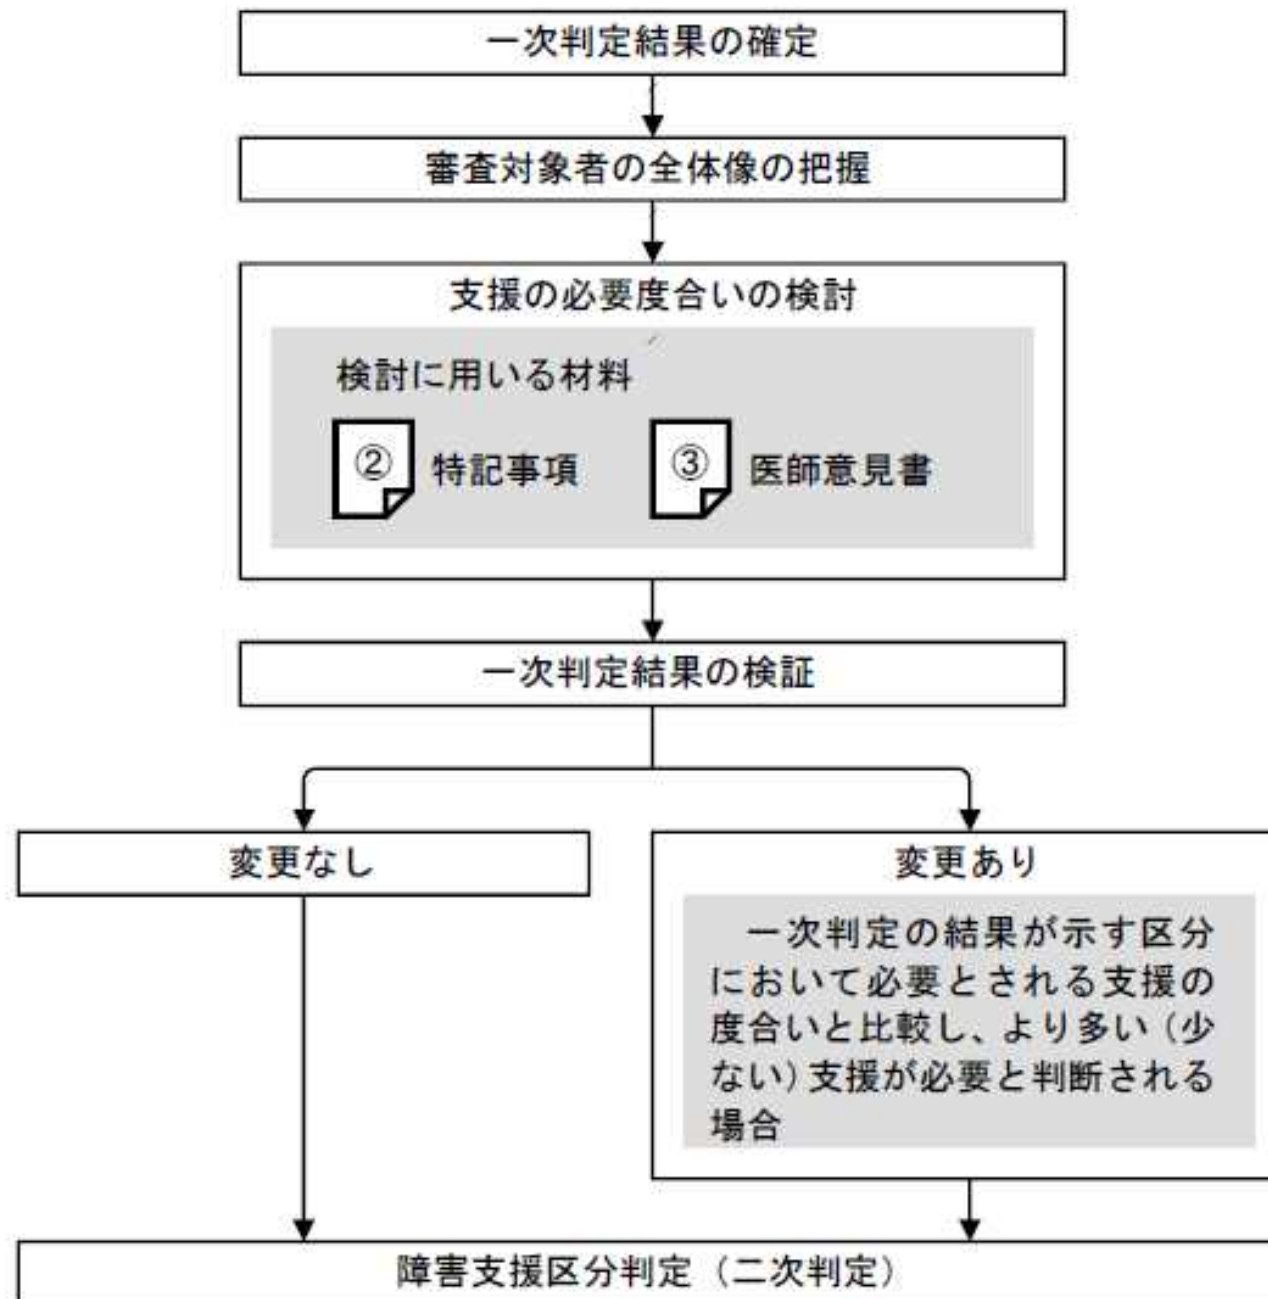 一次判定結果の確定
審査対象者の全体像の把握
支援の必要度合いの検討
検討に用いる材料
② 特記事項 ③ 医師意見書
一次判定結果の検証
変更なし
変更あり
一次判定の結果が示す区分
において必要とされる支援の
度合いと比較し、より多い（少
ない）支援が必要と判断される
場合
障害支援区分判定（二次判定）